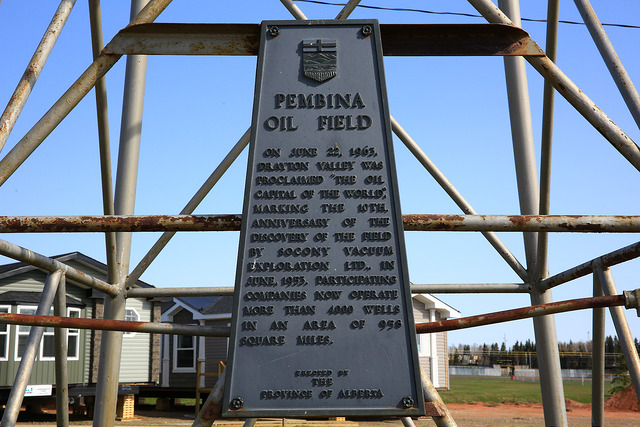 PEMBINA
OIL FIELD
ON JUNE 22, 1963,
DRAYTON VALLEY WAS
PROCLAIMED "THE OIL
CAPITAL OF THE WORLD",
MARKING THE 10TH.
ANNIVERSARY OF THE
DISCOVERY OF THE FIELD
BY SOCONY VACUUM
EXPLORATION LTD., IN
JUNE, 1953. PARTICIPATING
COMPANIES NOW OPERATE
MORE THAN 4000 WELLS
IN AN AREA OF 956
SQUARE MILES.
ERECTED BY
THE
PROVINCE OF ALBERTA